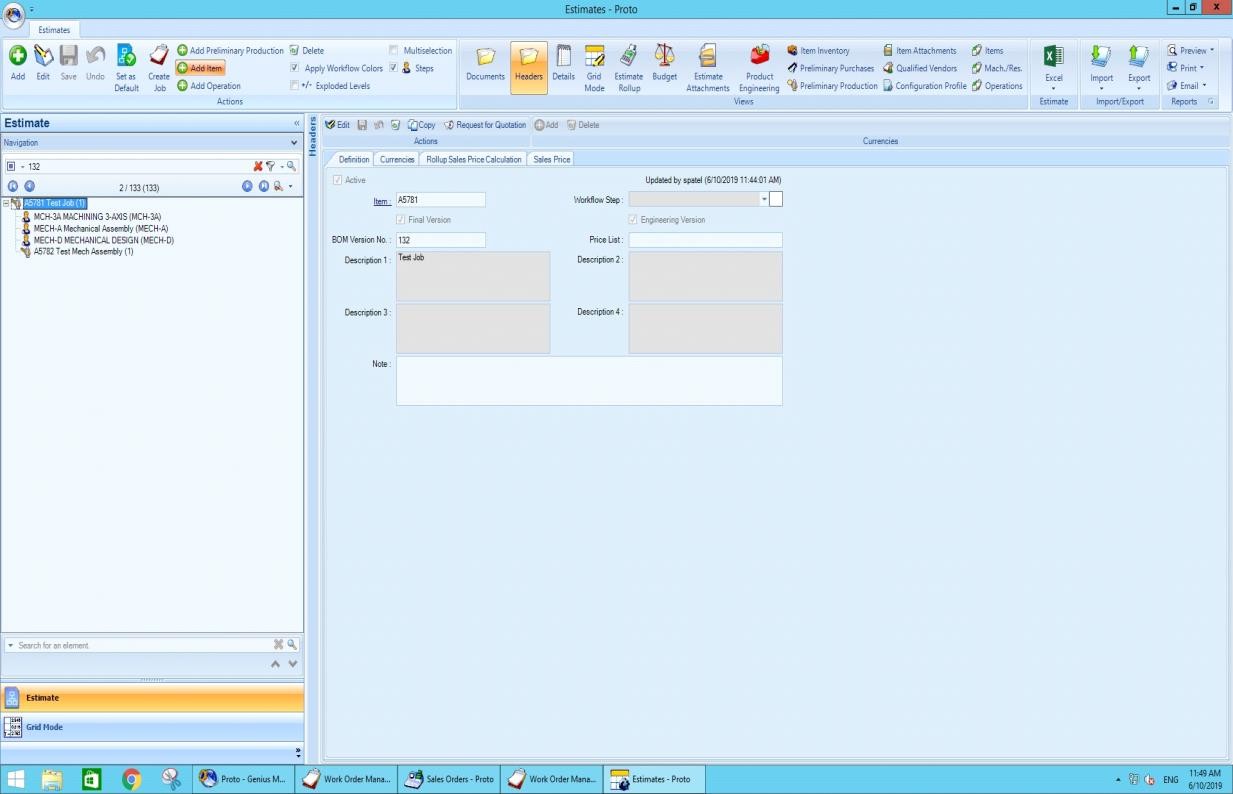 Estimates - Proto
Estimates
Add
Edit
Save
Undo
Set as Default
Create Job
Add Preliminary Production
Add Item
Add Operation
Delete
Apply Workflow Colors
+/- Exploded Levels
Multiselection
Steps
Actions
Documents
Headers
Details
Grid Mode
Estimate Rollup
Budget
Estimate Attachments
Product Engineering
Item Inventory
Preliminary Purchases
Preliminary Production
Item Attachments
Qualified Vendors
Configuration Profile
Items
Mach./Res.
Operations
Views
Excel
Estimate
Import
Export
Import/Export
Preview
Print
Email
Reports
Estimate
«
Navigation
132
2 / 133 (133)
A5781 Test Job (1)
MCH-3A MACHINING 3-AXIS (MCH-3A)
MECH-A Mechanical Assembly (MECH-A)
MECH-D MECHANICAL DESIGN (MECH-D)
A5782 Test Mech Assembly (1)
Search for an element.
Estimate
Grid Mode
»
Headers
Edit
Copy
Request for Quotation
Add
Delete
Actions
Currencies
Definition
Currencies
Rollup Sales Price Calculation
Sales Price
Active
Updated by spatel (6/10/2019 11:44:01 AM)
Item : A5781
Workflow Step :
Final Version
Engineering Version
BOM Version No. : 132
Price List :
Description 1 : Test Job
Description 2 :
Description 3 :
Description 4 :
Note :
Proto - Genius M...
Work Order Mana...
Sales Orders - Proto
Work Order Mana...
Estimates - Proto
ENG
11:49 AM
6/10/2019